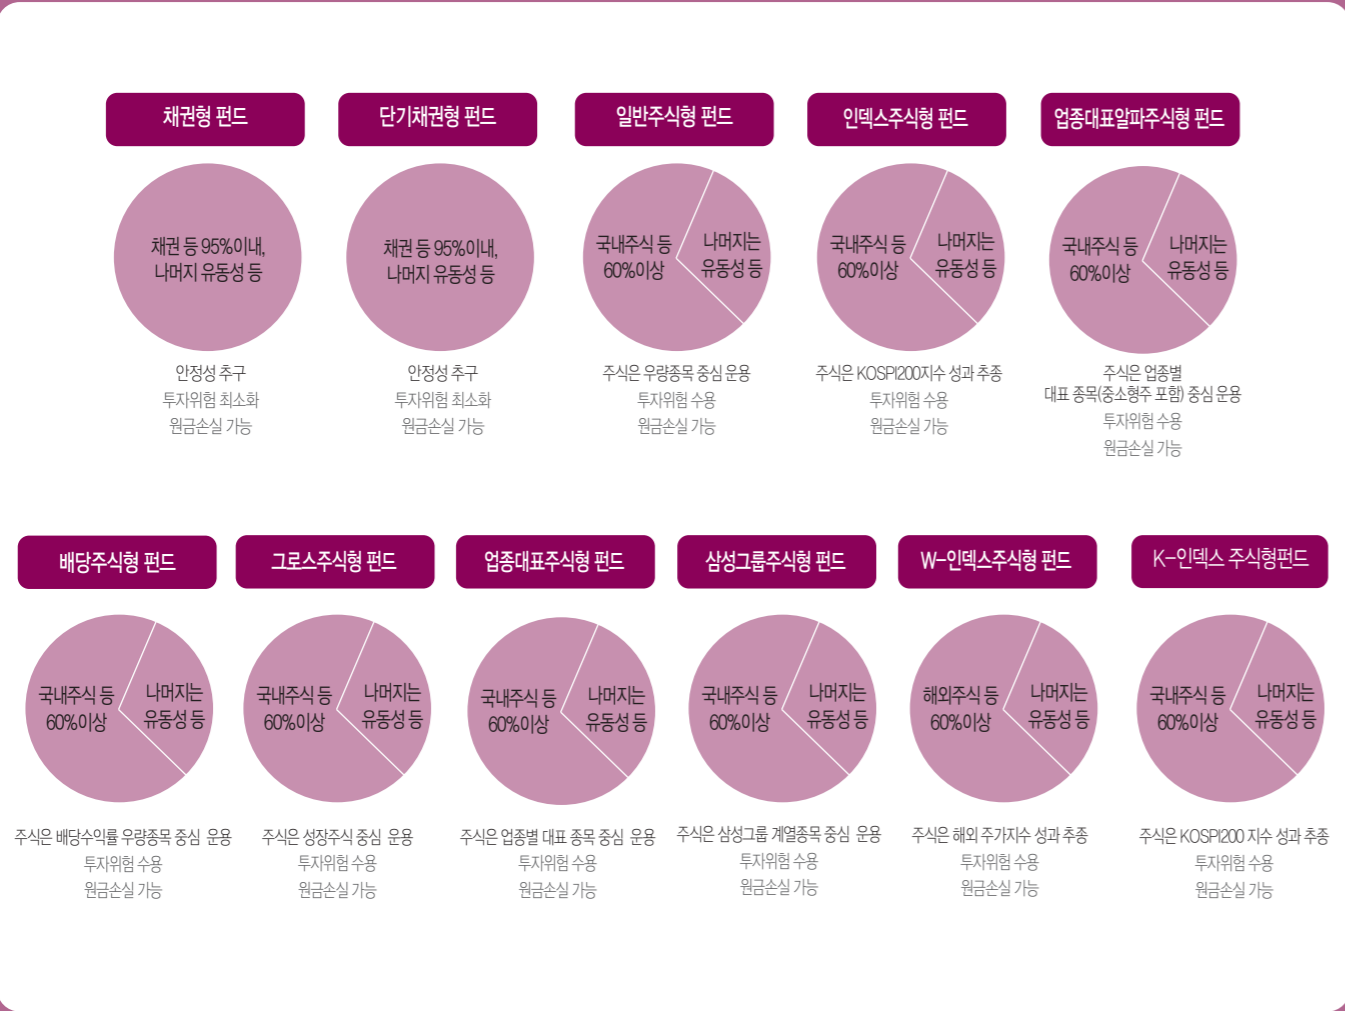 채권형 펀드
채권 등 95%이내,
나머지 유동성 등
안정성 추구
투자위험 최소화
원금손실 가능
단기채권형 펀드
채권 등 95%이내,
나머지 유동성 등
안정성 추구
투자위험 최소화
원금손실 가능
일반주식형 펀드
국내주식 등
60%이상
나머지는
유동성 등
주식은 우량종목 중심 운용
투자위험 수용
원금손실 가능
인덱스주식형 펀드
국내주식 등
60%이상
나머지는
유동성 등
주식은 KOSPI200지수 성과 추종
투자위험 수용
원금손실 가능
업종대표알파주식형 펀드
국내주식 등
60%이상
나머지는
유동성 등
주식은 업종별
대표 종목(중소형주 포함) 중심 운용
투자위험 수용
원금손실 가능
배당주식형 펀드
국내주식 등
60%이상
나머지는
유동성 등
주식은 배당수익률 우량종목 중심 운용
투자위험 수용
원금손실 가능
그로스주식형 펀드
국내주식 등
60%이상
나머지는
유동성 등
주식은 성장주식 중심 운용
투자위험 수용
원금손실 가능
업종대표주식형 펀드
국내주식 등
60%이상
나머지는
유동성 등
주식은 업종별 대표 종목 중심 운용
투자위험 수용
원금손실 가능
삼성그룹주식형 펀드
국내주식 등
60%이상
나머지는
유동성 등
주식은 삼성그룹 계열종목 중심 운용
투자위험 수용
원금손실 가능
W-인덱스주식형 펀드
해외주식 등
60%이상
나머지는
유동성 등
주식은 해외 주가지수 성과 추종
투자위험 수용
원금손실 가능
K-인덱스 주식형펀드
국내주식 등
60%이상
나머지는
유동성 등
주식은 KOSPI200 지수 성과 추종
투자위험 수용
원금손실 가능